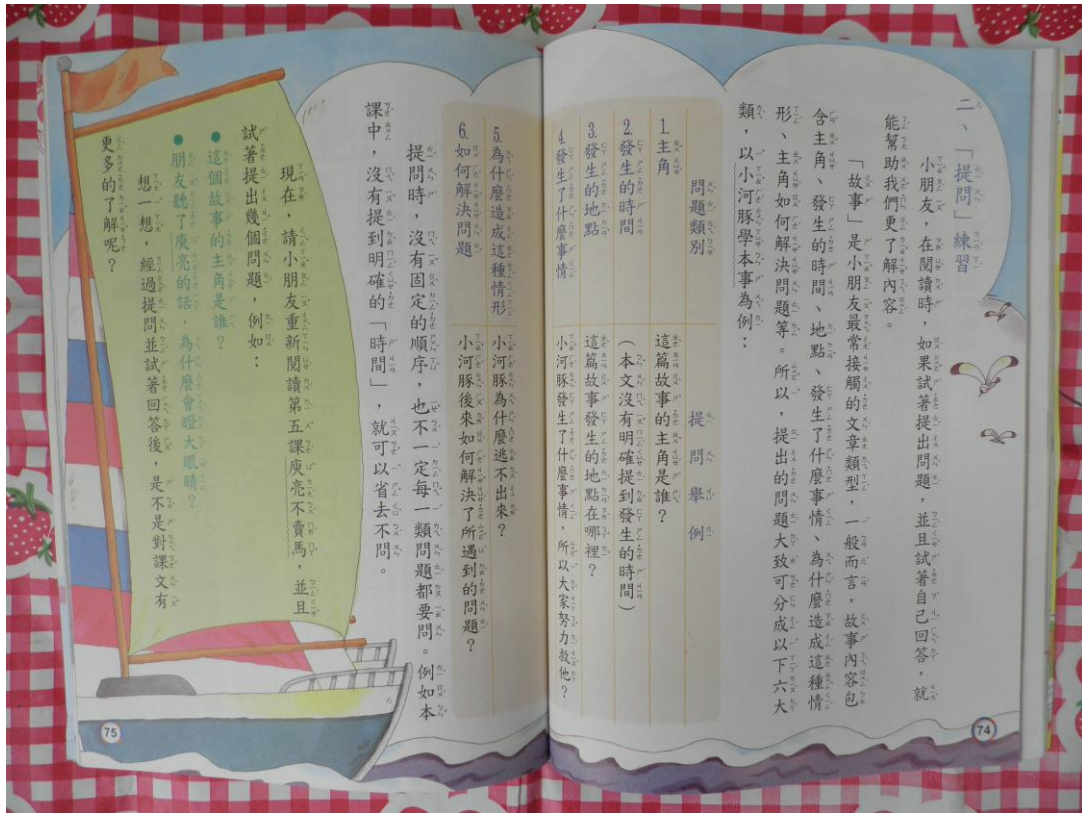 二、「提問」練習
小朋友，在閱讀時，如果試著提出問題，並且試著自己回答，就
能幫助我們更了解內容。
「故事」是小朋友最常接觸的文章類型，一般而言，故事內容包
含主角、發生的時間、地點、發生了什麼事情、為什麼造成這種情
形、主角如何解決問題等。所以，提出的問題大致可分成以下六大
類，以小河豚學本事為例：
問題類別 提問舉例
1. 主角 這篇故事的主角是誰？
2. 發生的時間 （本文沒有明確提到發生的時間）
3. 發生的地點 這篇故事發生的地點在哪裡？
4. 發生了什麼事情 小河豚發生了什麼事情，所以大家努力救他？
5. 為什麼造成這種情形 小河豚為什麼逃不出來？
6. 如何解決問題 小河豚後來如何解決了所遇到的問題？
提問時，沒有固定的順序，也不一定每一類問題都要問。例如本
課中，沒有提到明確的「時間」，就可以省去不問。
現在，請小朋友重新閱讀第五課庾亮不賣馬，並且
試著提出幾個問題，例如：
●這個故事的主角是誰？
●朋友聽了庾亮的話，為什麼會瞪大眼睛？
想一想，經過提問並試著回答後，是不是對課文有
更多的了解呢？
74
75